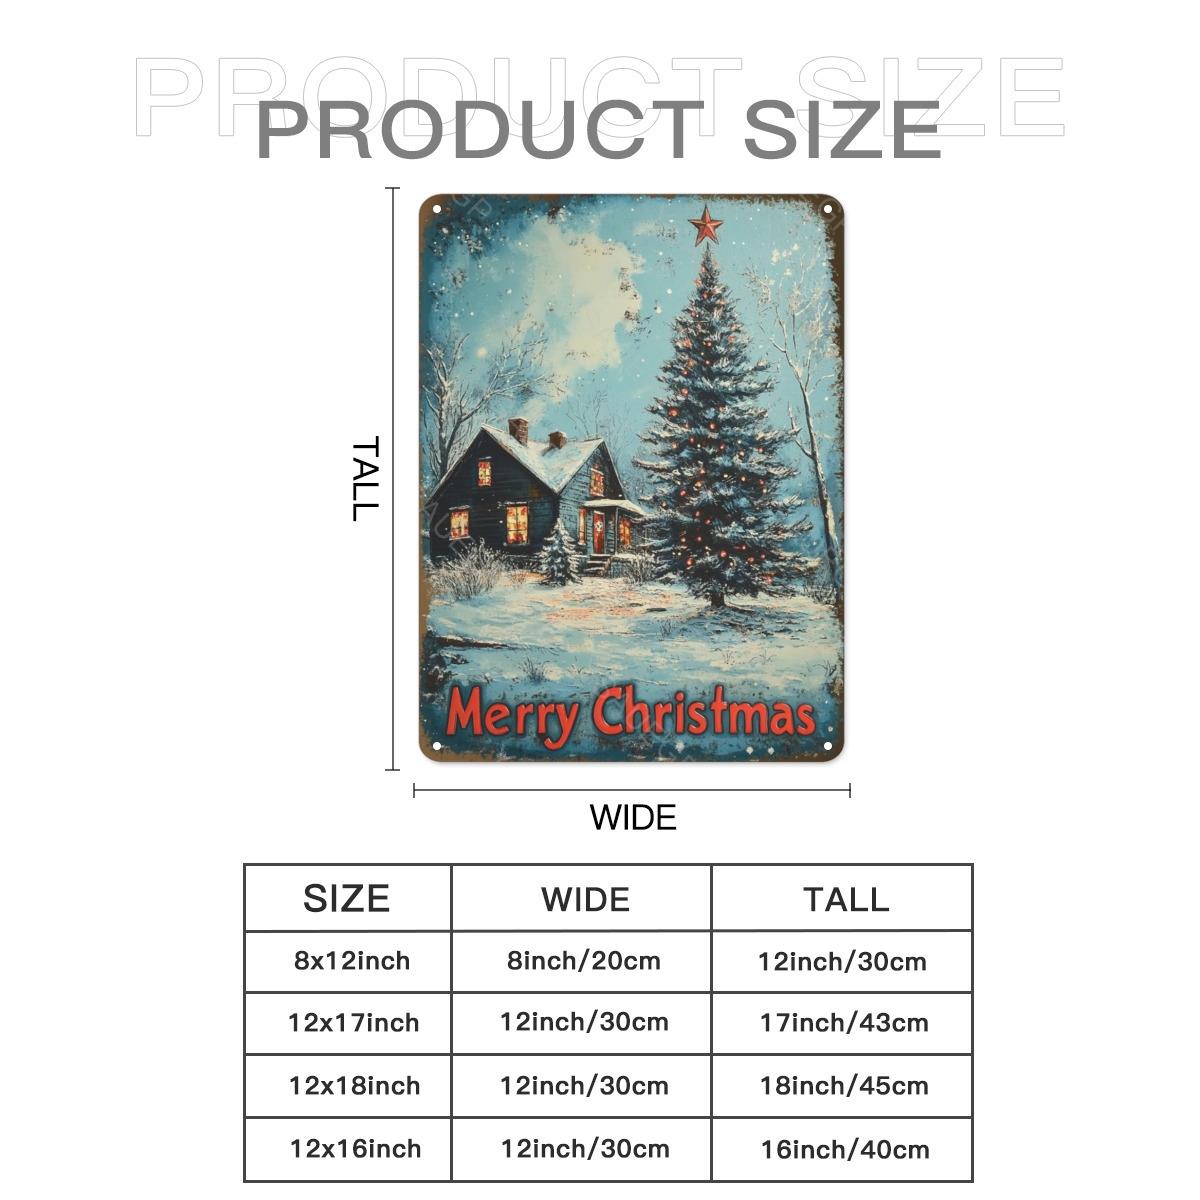 PRODUCT SIZE
PRODUCT SIZE
TALL
Merry Christmas
WIDE
SIZE WIDE TALL
8x12inch 8inch/20cm 12inch/30cm
12x17inch 12inch/30cm 17inch/43cm
12x18inch 12inch/30cm 18inch/45cm
12x16inch 12inch/30cm 16inch/40cm